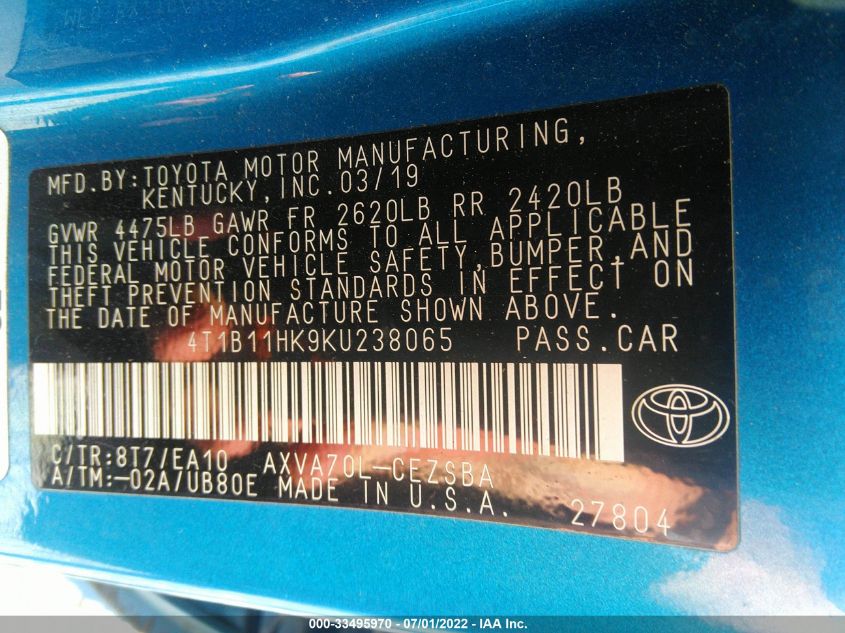 MFD.BY:TOYOTA MOTOR MANUFACTURING,
KENTUCKY,INC.03/19
GVWR 4475LB GAWR FR 2620LB RR 2420LB
THIS VEHICLE CONFORMS TO ALL APPLICABLE
FEDERAL MOTOR VEHICLE SAFETY,BUMPER,AND
THEFT PREVENTION STANDARDS IN EFFECT ON
THE DATE OF MANUFACTURE SHOWN ABOVE.
4T1B11HK9KU238065 PASS.CAR
C/TR:8T7/EA10 AXVA70L-CEZSBA
A/TM:-02A/UB80E MADE IN U.S.A.
27804
000-33495970 - 07/01/2022 - IAA Inc.